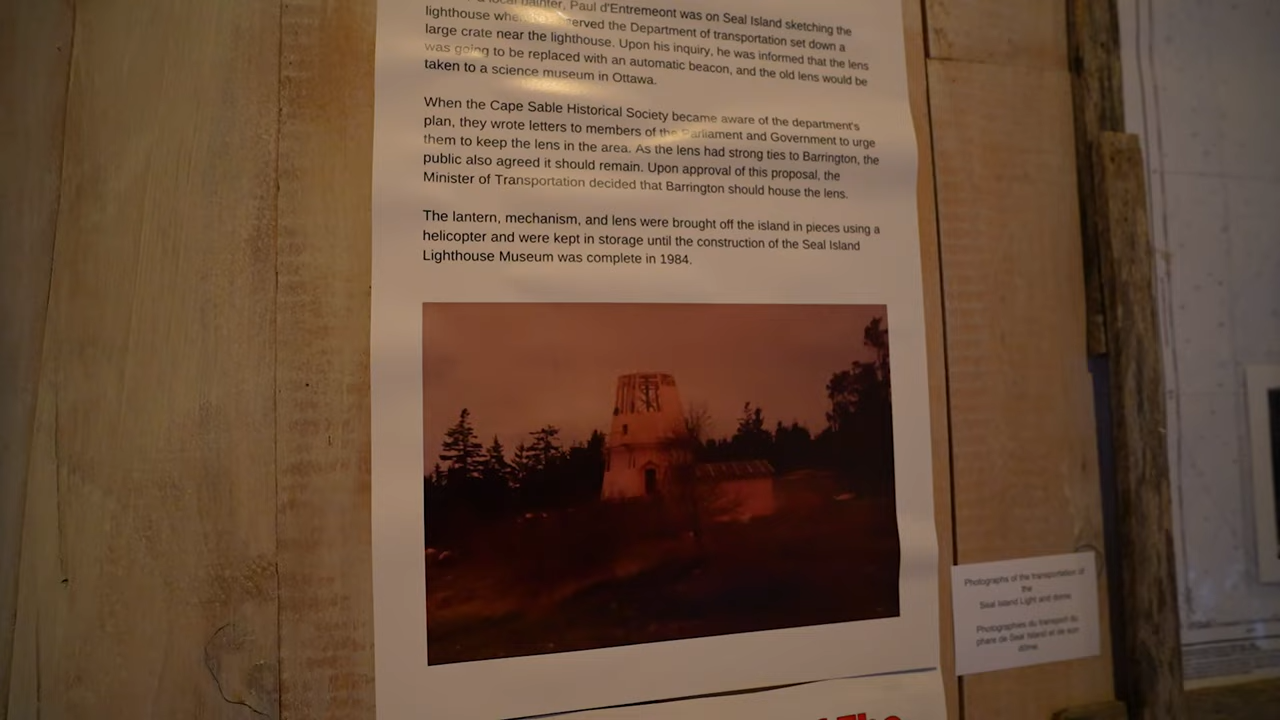 local painter, Paul d'Entremeont was on Seal Island sketching the
lighthouse when served the Department of transportation set down a
large crate near the lighthouse. Upon his inquiry, he was informed that the lens
was going to be replaced with an automatic beacon, and the old lens would be
taken to a science museum in Ottawa.
When the Cape Sable Historical Society became aware of the department's
plan, they wrote letters to members of the Parliament and Government to urge
them to keep the lens in the area. As the lens had strong ties to Barrington, the
public also agreed it should remain. Upon approval of this proposal, the
Minister of Transportation decided that Barrington should house the lens.
The lantern, mechanism, and lens were brought off the island in pieces using a
helicopter and were kept in storage until the construction of the Seal Island
Lighthouse Museum was complete in 1984.
Photographs of the transportation of
the
Seal Island Light and dome.
Photographies du transport du
phare de Seal Island et de son
dôme.
The